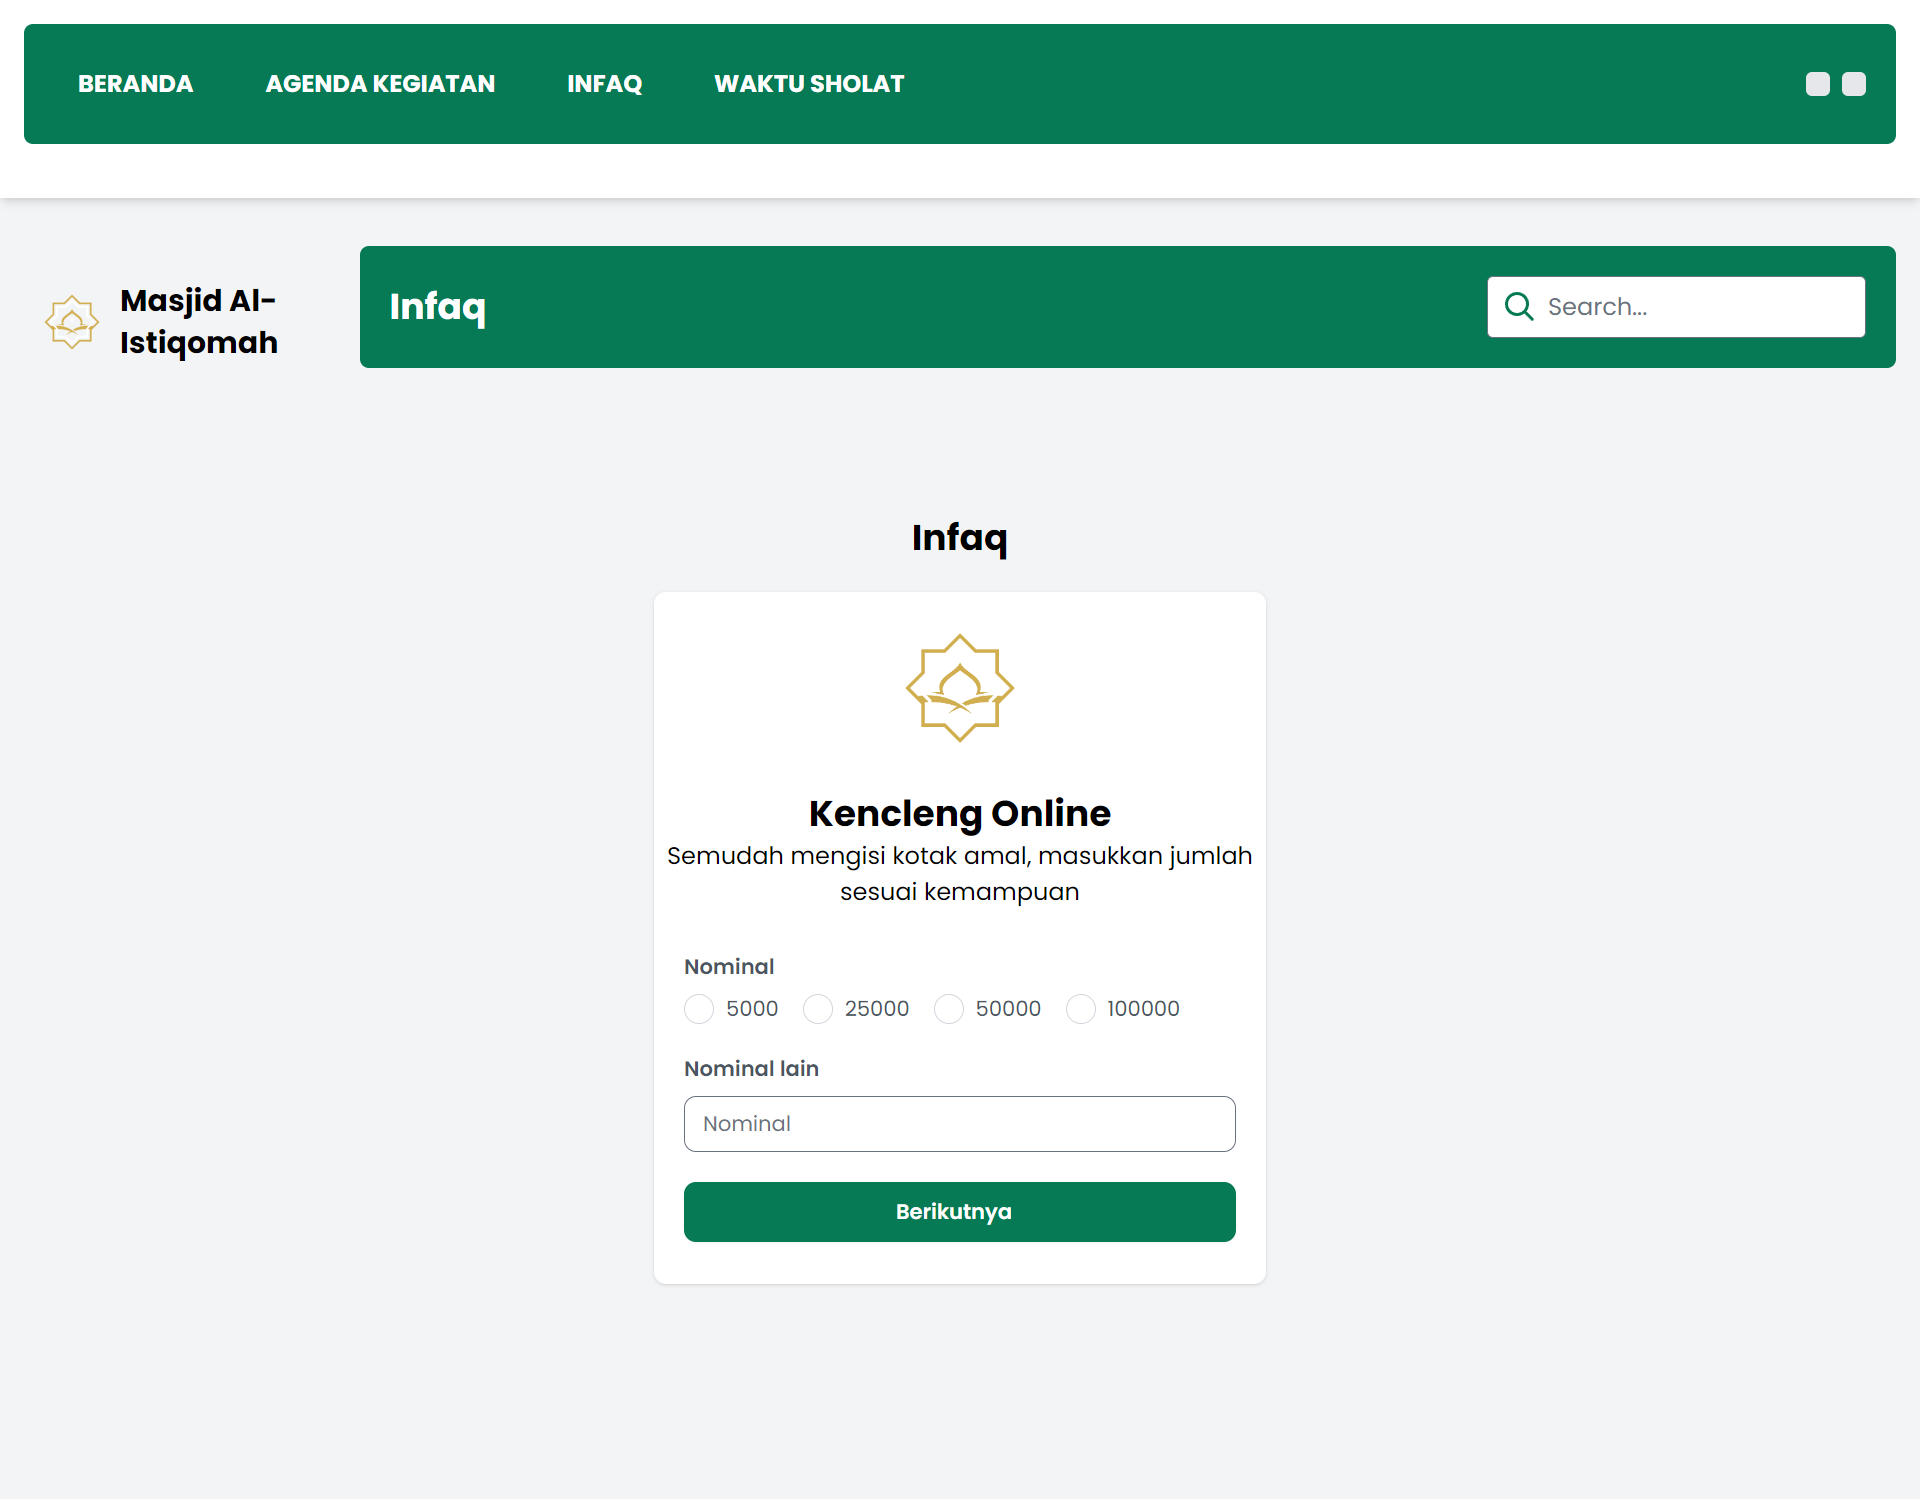 BERANDA AGENDA KEGIATAN INFAQ WAKTU SHOLAT
Masjid Al-
Istiqomah
Infaq
Search...
Infaq
Kencleng Online
Semudah mengisi kotak amal, masukkan jumlah
sesuai kemampuan
Nominal
5000 25000 50000 100000
Nominal lain
Nominal
Berikutnya